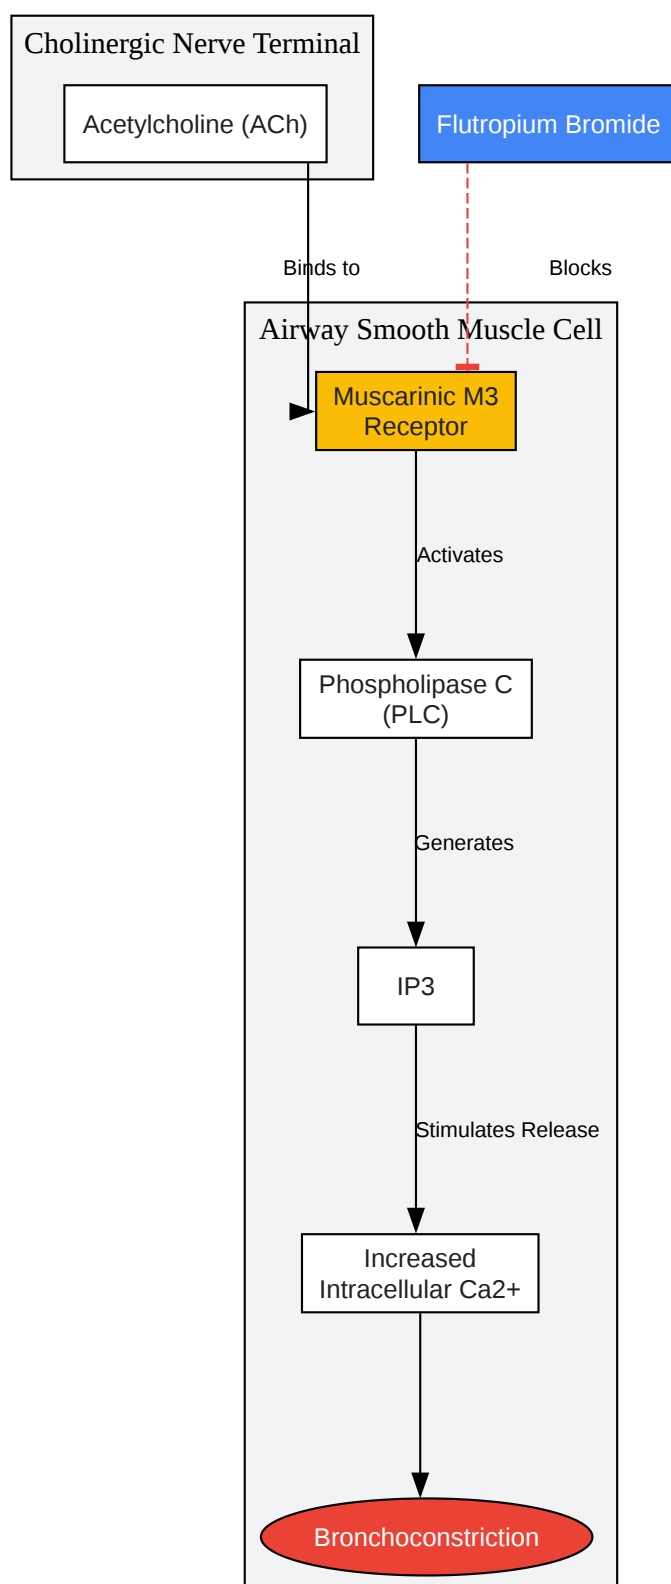 Cholinergic Nerve Terminal
Acetylcholine (ACh)
Flutropium Bromide
Binds to
Blocks
Airway Smooth Muscle Cell
Muscarinic M3
Receptor
Activates
Phospholipase C
(PLC)
Generates
IP3
Stimulates Release
Increased
Intracellular Ca2+
Bronchoconstriction